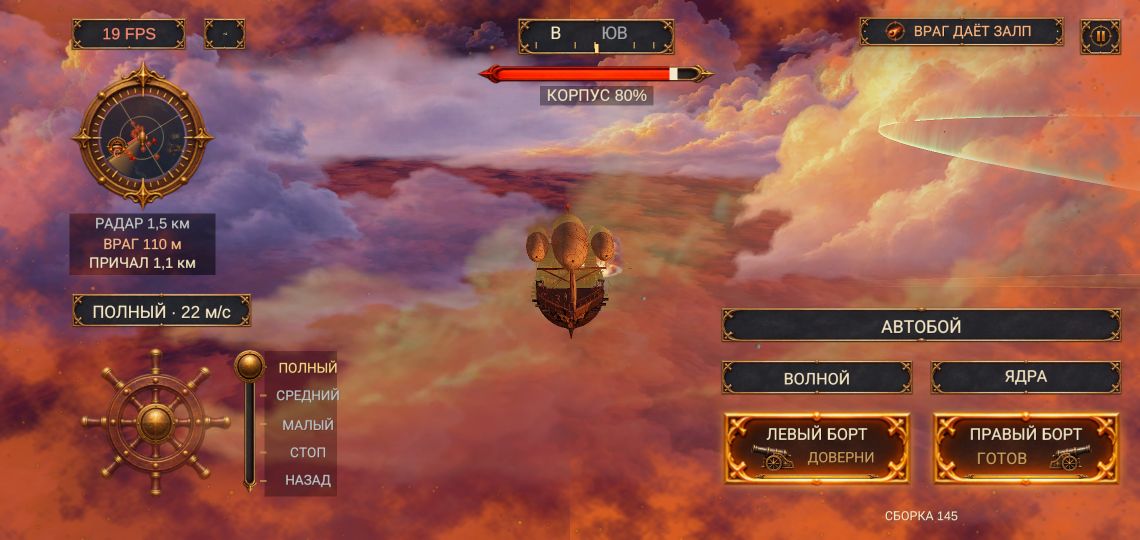 19 FPS
В ЮВ
ВРАГ ДАЁТ ЗАЛП
КОРПУС 80%
РАДАР 1,5 км
ВРАГ 110 м
ПРИЧАЛ 1,1 км
ПОЛНЫЙ · 22 м/с
ПОЛНЫЙ
СРЕДНИЙ
МАЛЫЙ
СТОП
НАЗАД
АВТОБОЙ
ВОЛНОЙ
ЯДРА
ЛЕВЫЙ БОРТ
ДОВЕРНИ
ПРАВЫЙ БОРТ
ГОТОВ
СБОРКА 145